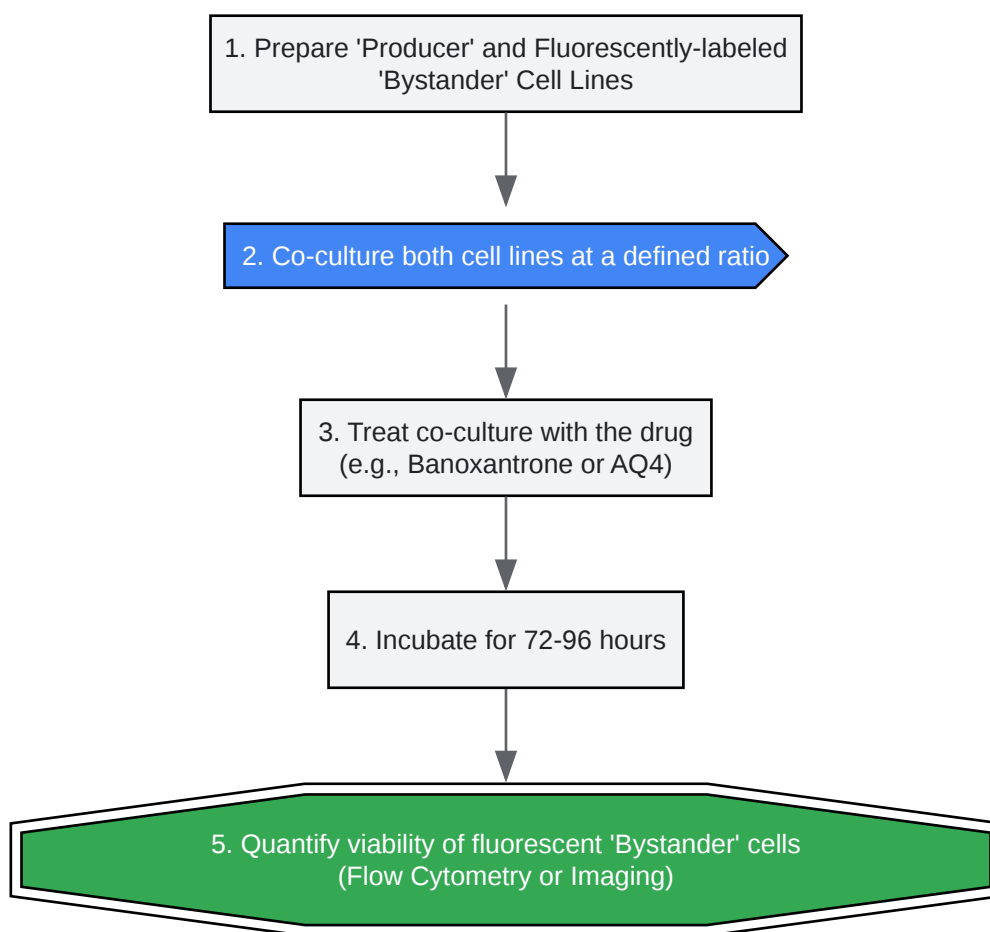 1. Prepare 'Producer' and Fluorescently-labeled
'Bystander' Cell Lines
2. Co-culture both cell lines at a defined ratio
3. Treat co-culture with the drug
(e.g., Banoxantrone or AQ4)
4. Incubate for 72-96 hours
5. Quantify viability of fluorescent 'Bystander' cells
(Flow Cytometry or Imaging)